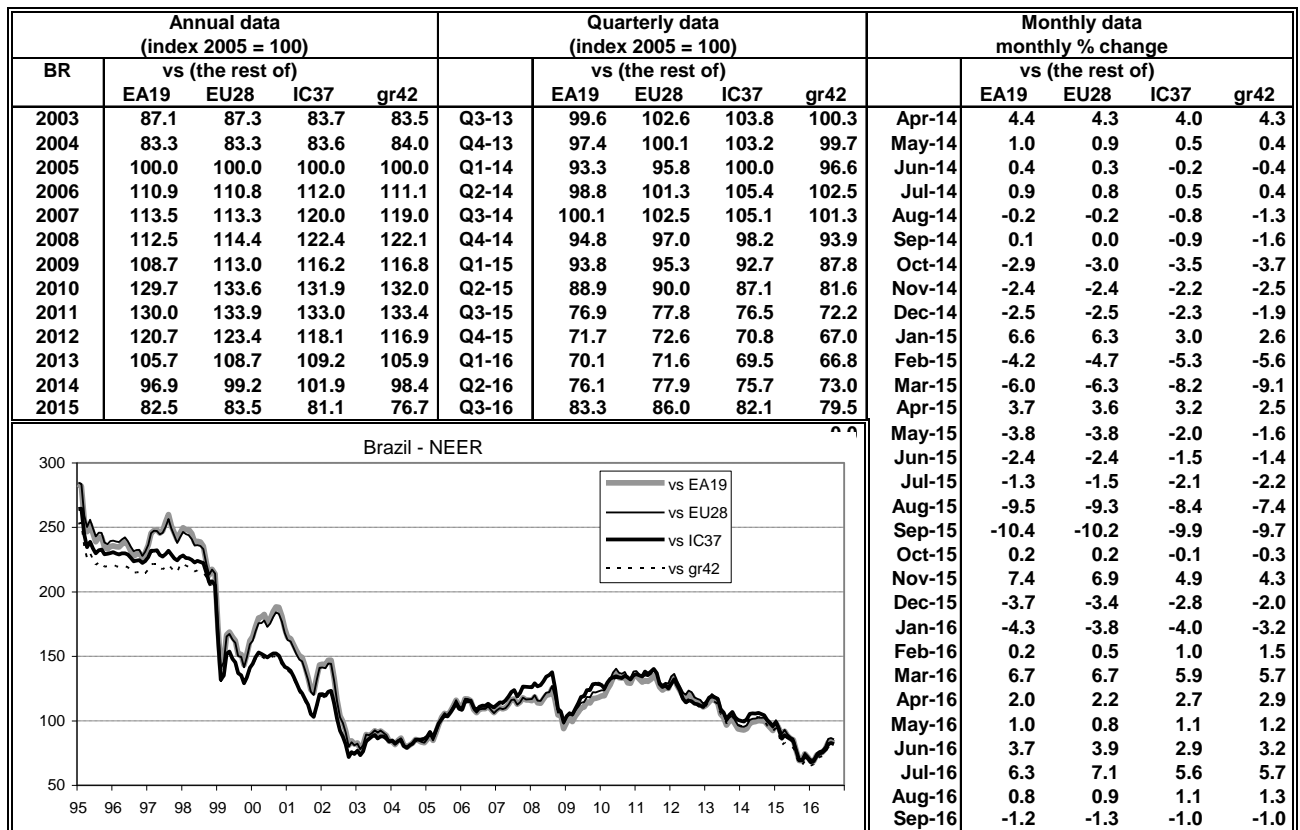 Annual data Quarterly data Monthly data
(index 2005 = 100) (index 2005 = 100) monthly % change
BR vs (the rest of) vs (the rest of) vs (the rest of)
EA19 EU28 IC37 gr42 EA19 EU28 IC37 gr42 EA19 EU28 IC37 gr42
2003 87.1 87.3 83.7 83.5 Q3-13 99.6 102.6 103.8 100.3 Apr-14 4.4 4.3 4.0 4.3
2004 83.3 83.3 83.6 84.0 Q4-13 97.4 100.1 103.2 99.7 May-14 1.0 0.9 0.5 0.4
2005 100.0 100.0 100.0 100.0 Q1-14 93.3 95.8 100.0 96.6 Jun-14 0.4 0.3 -0.2 -0.4
2006 110.9 110.8 112.0 111.1 Q2-14 98.8 101.3 105.4 102.5 Jul-14 0.9 0.8 0.5 0.4
2007 113.5 113.3 120.0 119.0 Q3-14 100.1 102.5 105.1 101.3 Aug-14 -0.2 -0.2 -0.8 -1.3
2008 112.5 114.4 122.4 122.1 Q4-14 94.8 97.0 98.2 93.9 Sep-14 0.1 0.0 -0.9 -1.6
2009 108.7 113.0 116.2 116.8 Q1-15 93.8 95.3 92.7 87.8 Oct-14 -2.9 -3.0 -3.5 -3.7
2010 129.7 133.6 131.9 132.0 Q2-15 88.9 90.0 87.1 81.6 Nov-14 -2.4 -2.4 -2.2 -2.5
2011 130.0 133.9 133.0 133.4 Q3-15 76.9 77.8 76.5 72.2 Dec-14 -2.5 -2.5 -2.3 -1.9
2012 120.7 123.4 118.1 116.9 Q4-15 71.7 72.6 70.8 67.0 Jan-15 6.6 6.3 3.0 2.6
2013 105.7 108.7 109.2 105.9 Q1-16 70.1 71.6 69.5 66.8 Feb-15 -4.2 -4.7 -5.3 -5.6
2014 96.9 99.2 101.9 98.4 Q2-16 76.1 77.9 75.7 73.0 Mar-15 -6.0 -6.3 -8.2 -9.1
2015 82.5 83.5 81.1 76.7 Q3-16 83.3 86.0 82.1 79.5 Apr-15 3.7 3.6 3.2 2.5
May-15 -3.8 -3.8 -2.0 -1.6
Jun-15 -2.4 -2.4 -1.5 -1.4
Jul-15 -1.3 -1.5 -2.1 -2.2
Aug-15 -9.5 -9.3 -8.4 -7.4
Sep-15 -10.4 -10.2 -9.9 -9.7
Oct-15 0.2 0.2 -0.1 -0.3
Nov-15 7.4 6.9 4.9 4.3
Dec-15 -3.7 -3.4 -2.8 -2.0
Jan-16 -4.3 -3.8 -4.0 -3.2
Feb-16 0.2 0.5 1.0 1.5
Mar-16 6.7 6.7 5.9 5.7
Apr-16 2.0 2.2 2.7 2.9
May-16 1.0 0.8 1.1 1.2
Jun-16 3.7 3.9 2.9 3.2
Jul-16 6.3 7.1 5.6 5.7
Aug-16 0.8 0.9 1.1 1.3
Sep-16 -1.2 -1.3 -1.0 -1.0
Brazil - NEER
300
250
200
150
100
50
vs EA19
vs EU28
vs IC37
vs gr42
95 96 97 98 99 00 01 02 03 04 05 06 07 08 09 10 11 12 13 14 15 16